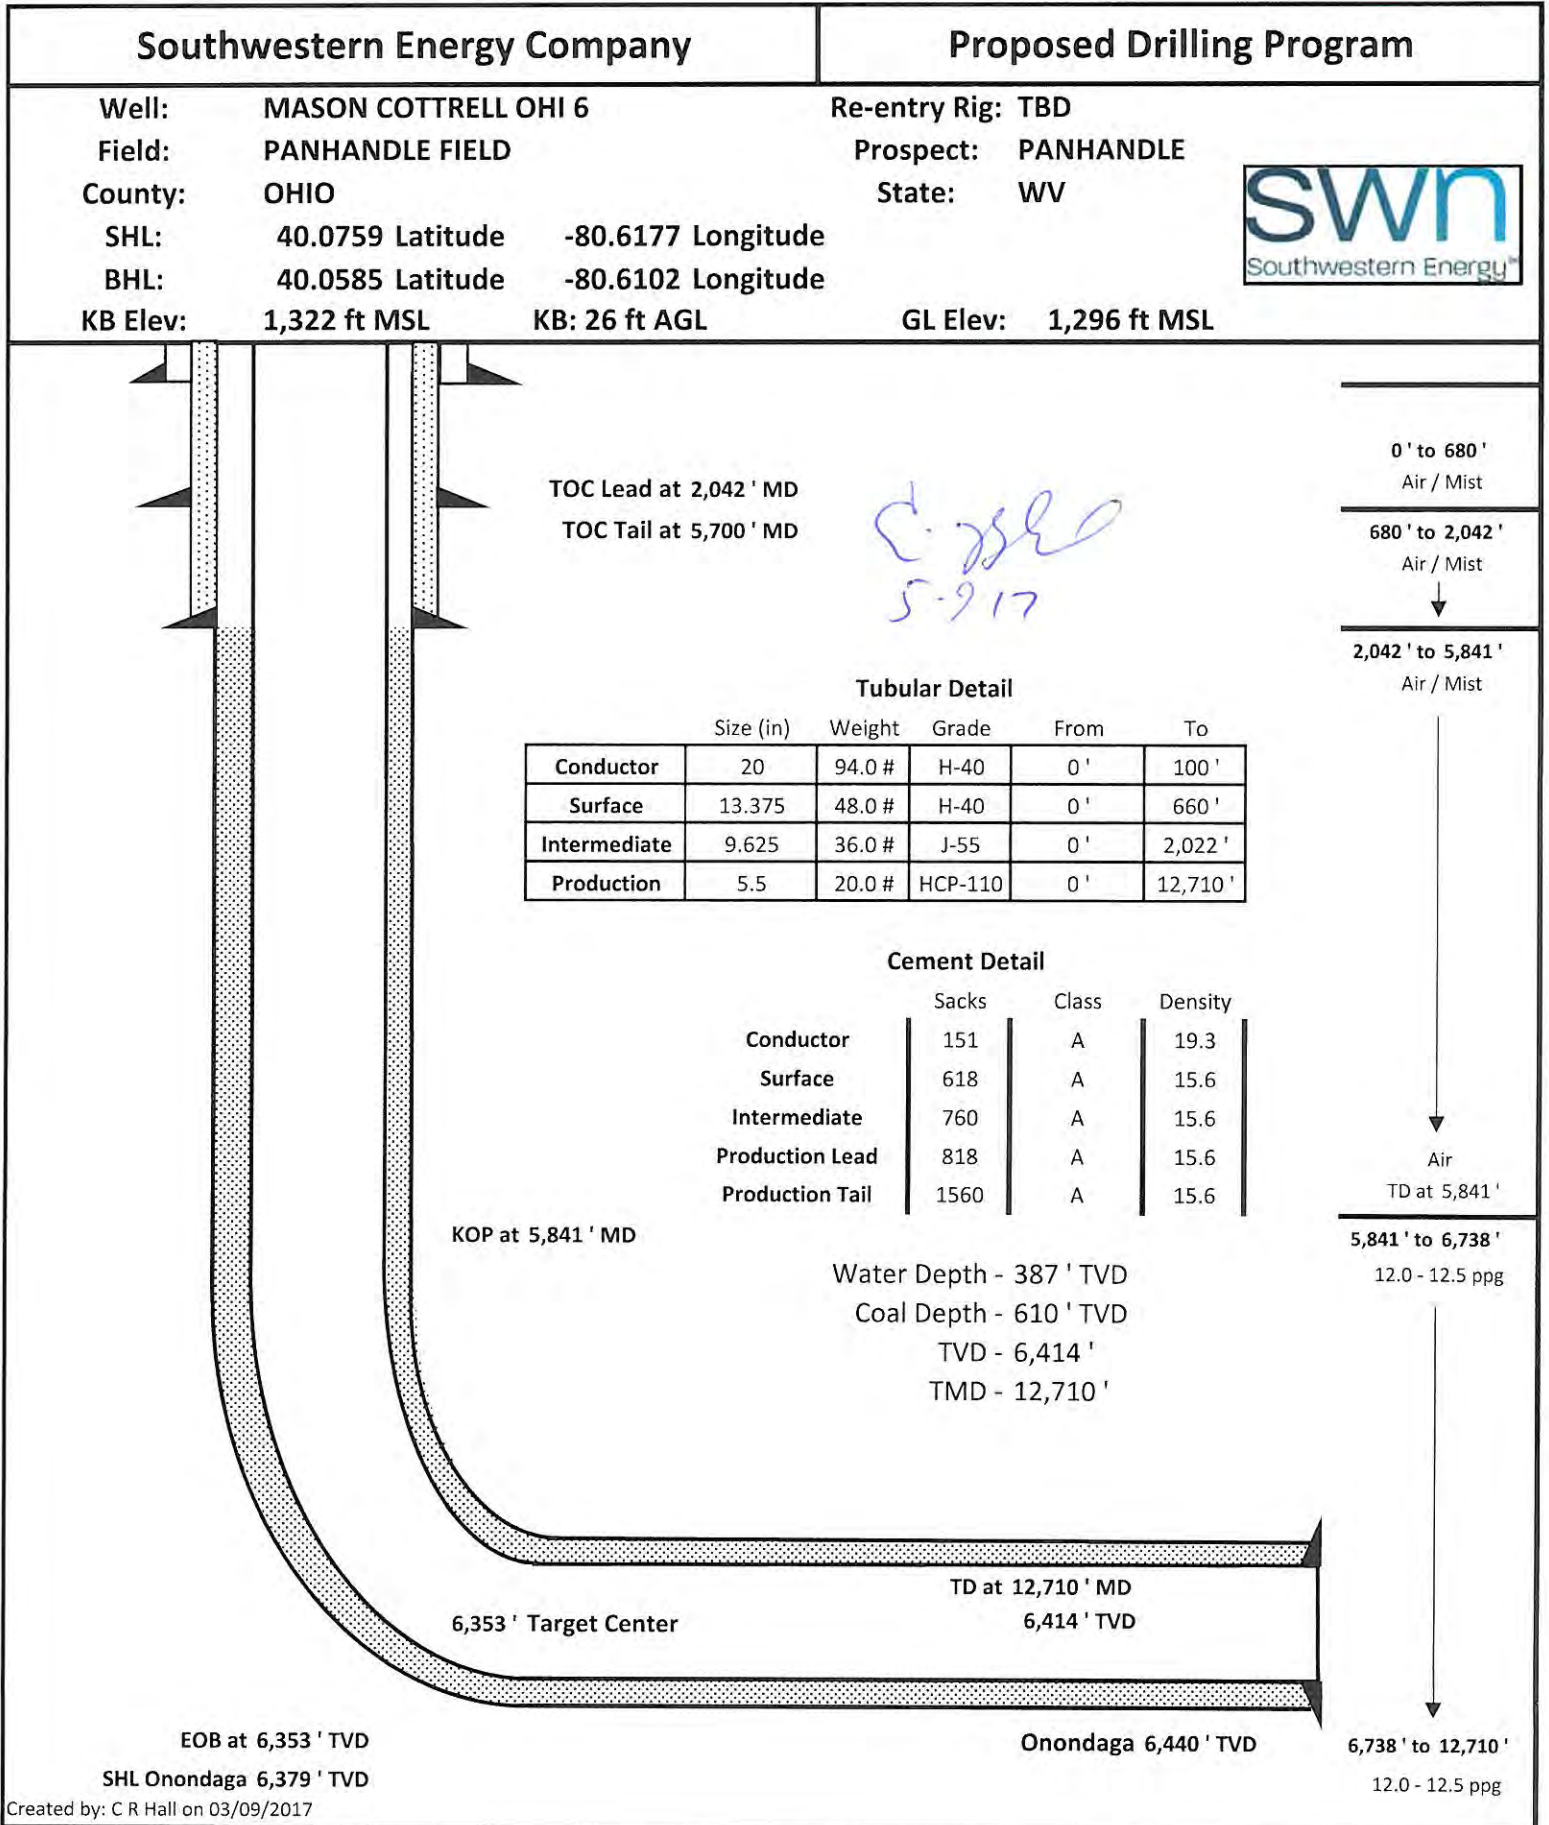 Southwestern Energy Company
Proposed Drilling Program
Well: MASON COTTRELL OHI 6 Re-entry Rig: TBD
Field: PANHANDLE FIELD Prospect: PANHANDLE
County: OHIO State: WV
SHL: 40.0759 Latitude -80.6177 Longitude
BHL: 40.0585 Latitude -80.6102 Longitude
KB Elev: 1,322 ft MSL KB: 26 ft AGL GL Elev: 1,296 ft MSL
swn
Southwestern Energy
0 ' to 680 '
Air / Mist
TOC Lead at 2,042 ' MD
TOC Tail at 5,700 ' MD
5-9 17
680 ' to 2,042 '
Air / Mist
2,042 ' to 5,841 '
Air / Mist
Tubular Detail
Size (in) Weight Grade From To
Conductor 20 94.0 # H-40 0 ' 100 '
Surface 13.375 48.0 # H-40 0 ' 660 '
Intermediate 9.625 36.0 # J-55 0 ' 2,022 '
Production 5.5 20.0 # HCP-110 0 ' 12,710 '
Cement Detail
Sacks Class Density
Conductor 151 A 19.3
Surface 618 A 15.6
Intermediate 760 A 15.6
Production Lead 818 A 15.6
Production Tail 1560 A 15.6
Air
TD at 5,841 '
KOP at 5,841 ' MD
5,841 ' to 6,738 '
12.0 - 12.5 ppg
Water Depth - 387 ' TVD
Coal Depth - 610 ' TVD
TVD - 6,414 '
TMD - 12,710 '
TD at 12,710 ' MD
6,414 ' TVD
6,353 ' Target Center
EOB at 6,353 ' TVD
SHL Onondaga 6,379 ' TVD
Onondaga 6,440 ' TVD
6,738 ' to 12,710 '
12.0 - 12.5 ppg
Created by: C R Hall on 03/09/2017